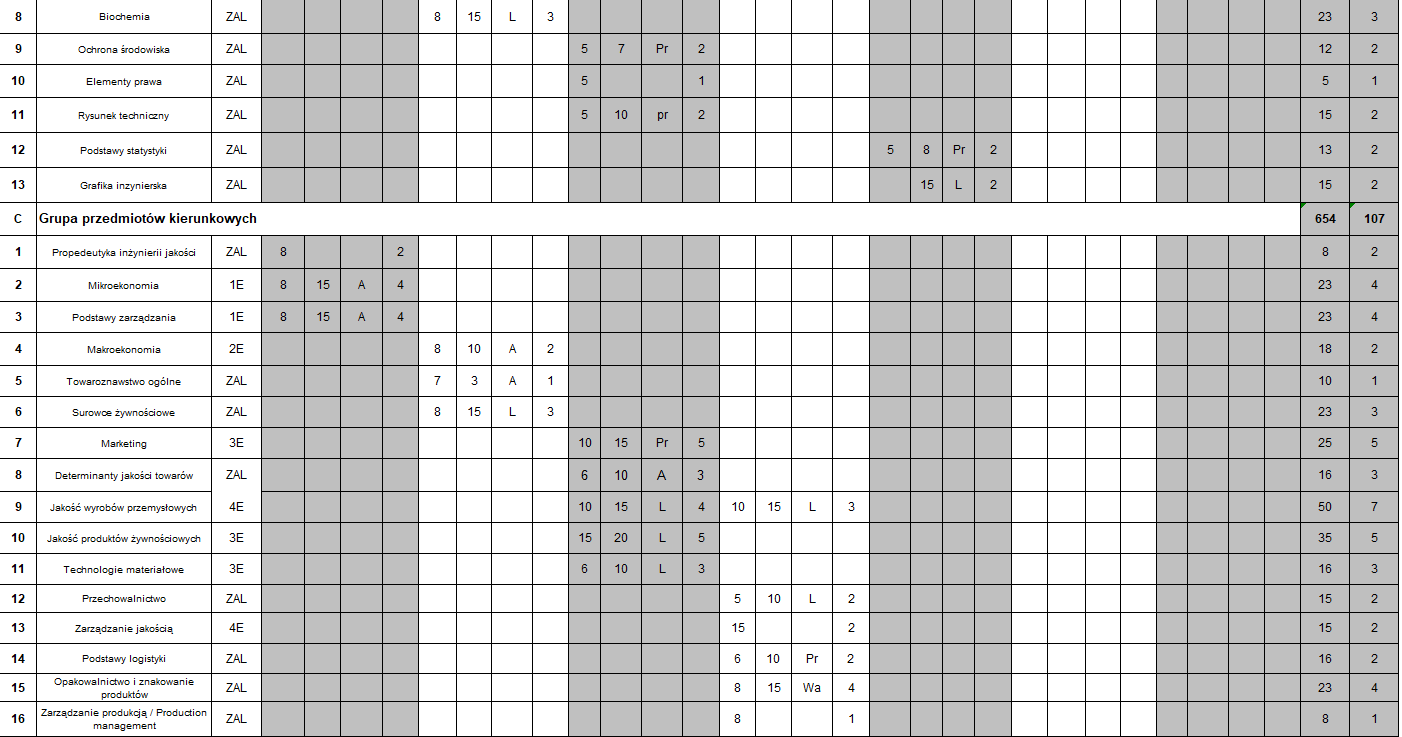 8 Biochemia ZAL 8 15 L 3 23 3
9 Ochrona środowiska ZAL 5 7 Pr 2 12 2
10 Elementy prawa ZAL 5 1 5 1
11 Rysunek techniczny ZAL 5 10 pr 2 15 2
12 Podstawy statystyki ZAL 5 8 Pr 2 13 2
13 Grafika inzynierska ZAL 15 L 2 15 2
C Grupa przedmiotów kierunkowych 654 107
1 Propedeutyka inżynierii jakości ZAL 8 2 8 2
2 Mikroekonomia 1E 8 15 A 4 23 4
3 Podstawy zarządzania 1E 8 15 A 4 23 4
4 Makroekonomia 2E 8 10 A 2 18 2
5 Towaroznawstwo ogólne ZAL 7 3 A 1 10 1
6 Surowce żywnościowe ZAL 8 15 L 3 23 3
7 Marketing 3E 10 15 Pr 5 25 5
8 Determinanty jakości towarów ZAL 6 10 A 3 16 3
9 Jakość wyrobów przemysłowych 4E 10 15 L 4 10 15 L 3 50 7
10 Jakość produktów żywnościowych 3E 15 20 L 5 35 5
11 Technologie materiałowe 3E 6 10 L 3 16 3
12 Przechowalnictwo ZAL 5 10 L 2 15 2
13 Zarządzanie jakością 4E 15 2 15 2
14 Podstawy logistyki ZAL 6 10 Pr 2 16 2
15 Opakowalnictwo i znakowanie
produktów ZAL 8 15 Wa 4 23 4
16 Zarządzanie produkcją / Production
management ZAL 8 1 8 1